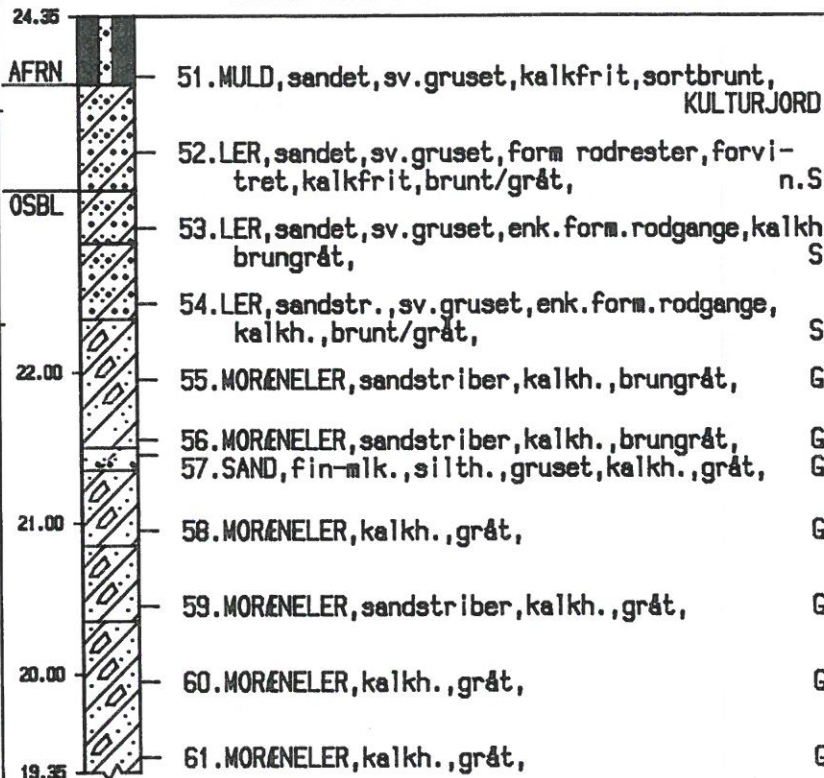 24.35
AFRN
51.MULD,sandet,sv.gruset,kalkfrit,sortbrunt,
KULTURJORD
52.LER,sandet,sv.gruset,form rodrester,forvi-
tret,kalkfrit,brunt/gråt, n.S
OSBL
53.LER,sandet,sv.gruset,enk.form.rodgange,kalkh
brungråt, S
54.LER,sandstr.,sv.gruset,enk.form.rodgange,
kalkh.,brunt/gråt, S
22.00
55.MORÆNELER,sandstriber,kalkh.,brungråt, G
56.MORÆNELER,sandstriber,kalkh.,brungråt, G
57.SAND,fin-mlk.,silth.,gruset,kalkh.,gråt, G
21.00
58.MORÆNELER,kalkh.,gråt, G
59.MORÆNELER,sandstriber,kalkh.,gråt, G
20.00
60.MORÆNELER,kalkh.,gråt, G
61.MORÆNELER,kalkh.,gråt, G
19.35